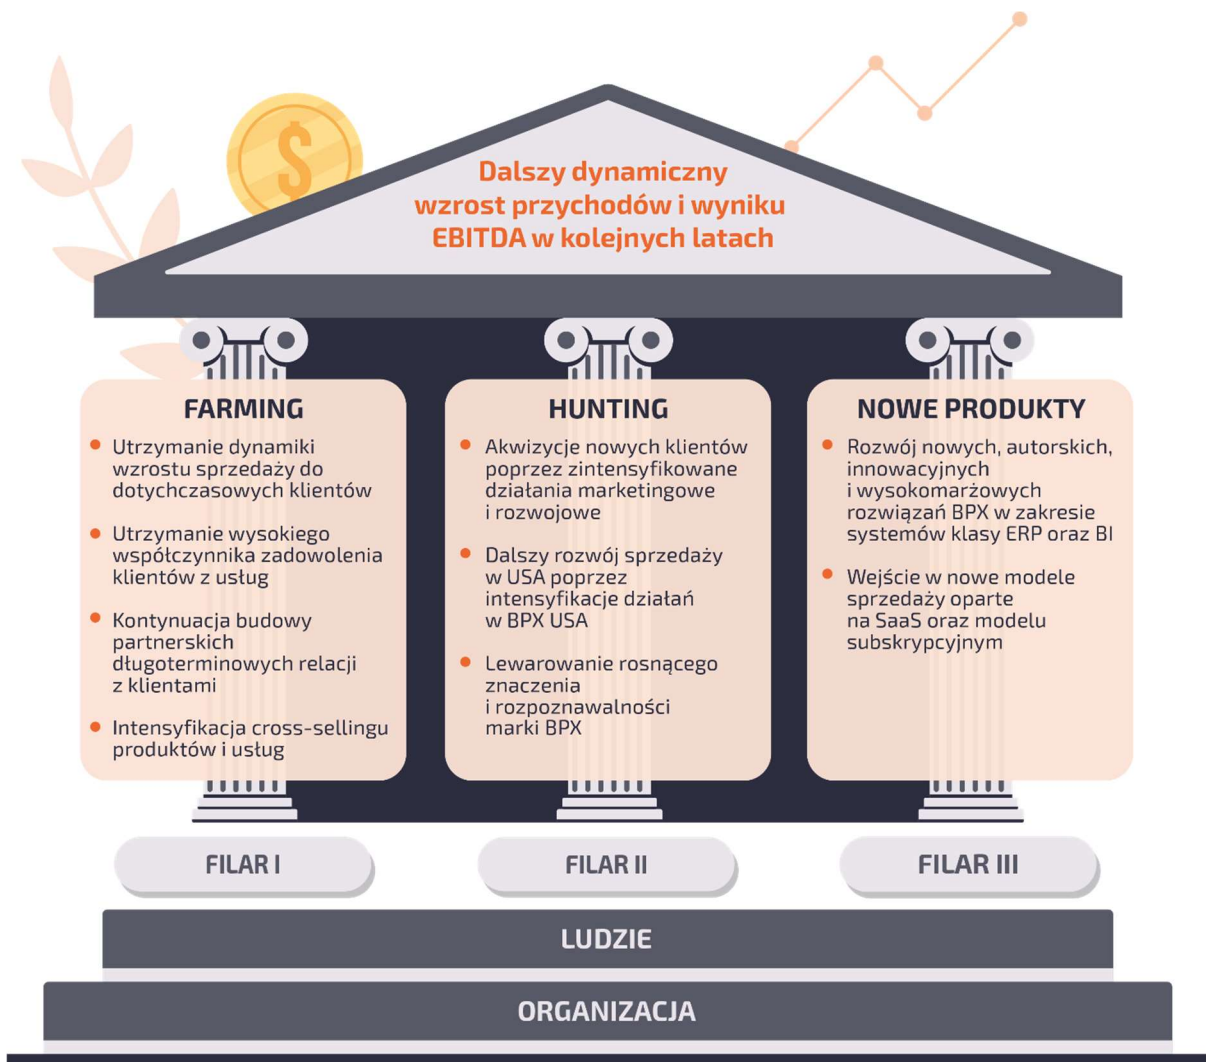 Dalszy dynamiczny
wzrost przychodów i wyniku
EBITDA w kolejnych latach
FARMING
Utrzymanie dynamiki
wzrostu sprzedaży do
dotychczasowych klientów
Utrzymanie wysokiego
współczynnika zadowolenia
klientów z usług
Kontynuacja budowy
partnerskich
długoterminowych relacji
z klientami
Intensyfikacja cross-sellingu
produktów i usług
HUNTING
Akwizycje nowych klientów
poprzez zintensyfikowane
działania marketingowe
i rozwojowe
Dalszy rozwój sprzedaży
w USA poprzez
intensyfikacje działań
w BPX USA
Lewarowanie rosnącego
znaczenia
i rozpoznawalności
marki BPX
NOWE PRODUKTY
Rozwój nowych, autorskich,
innowacyjnych
i wysokomarżowych
rozwiązań BPX w zakresie
systemów klasy ERP oraz BI
Wejście w nowe modele
sprzedaży oparte
na SaaS oraz modelu
subskrypcyjnym
FILAR I
FILAR II
FILAR III
LUDZIE
ORGANIZACJA